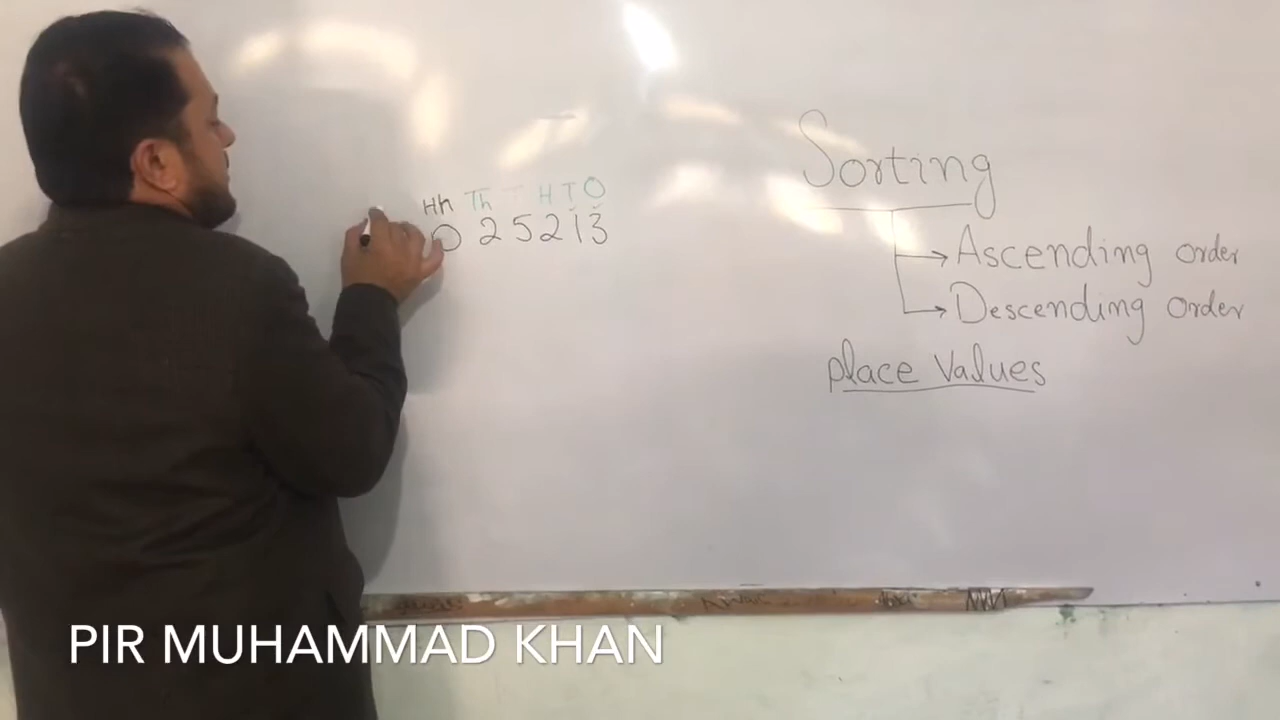 Hh Th T H T O
0 2 5 2 1 3
Sorting
Ascending order
Descending order
place Values
PIR MUHAMMAD KHAN